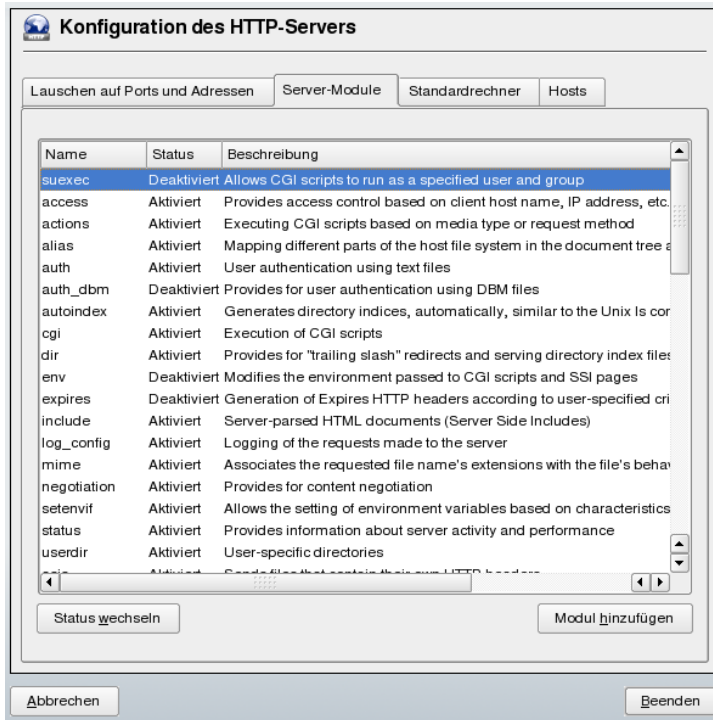 Konfiguration des HTTP-Servers
Lauschen auf Ports und Adressen Server-Module Standardrechner Hosts
Name Status Beschreibung
suexec Deaktiviert Allows CGI scripts to run as a specified user and group
access Aktiviert Provides access control based on client host name, IP address, etc.
actions Aktiviert Executing CGI scripts based on media type or request method
alias Aktiviert Mapping different parts of the host file system in the document tree
auth Aktiviert User authentication using text files
auth_dbm Deaktiviert Provides for user authentication using DBM files
autoindex Aktiviert Generates directory indices, automatically, similar to the Unix ls
cgi Aktiviert Execution of CGI scripts
dir Aktiviert Provides for "trailing slash" redirects and serving directory index files
env Deaktiviert Modifies the environment passed to CGI scripts and SSI pages
expires Deaktiviert Generation of Expires HTTP headers according to user-specified
include Aktiviert Server-parsed HTML documents (Server Side Includes)
log_config Aktiviert Logging of the requests made to the server
mime Aktiviert Associates the requested file name's extensions with the file's
negotiation Aktiviert Provides for content negotiation
setenvif Aktiviert Allows the setting of environment variables based on characteristics
status Aktiviert Provides information about server activity and performance
userdir Aktiviert User-specific directories
Status wechseln Modul hinzufügen
Abbrechen Beenden